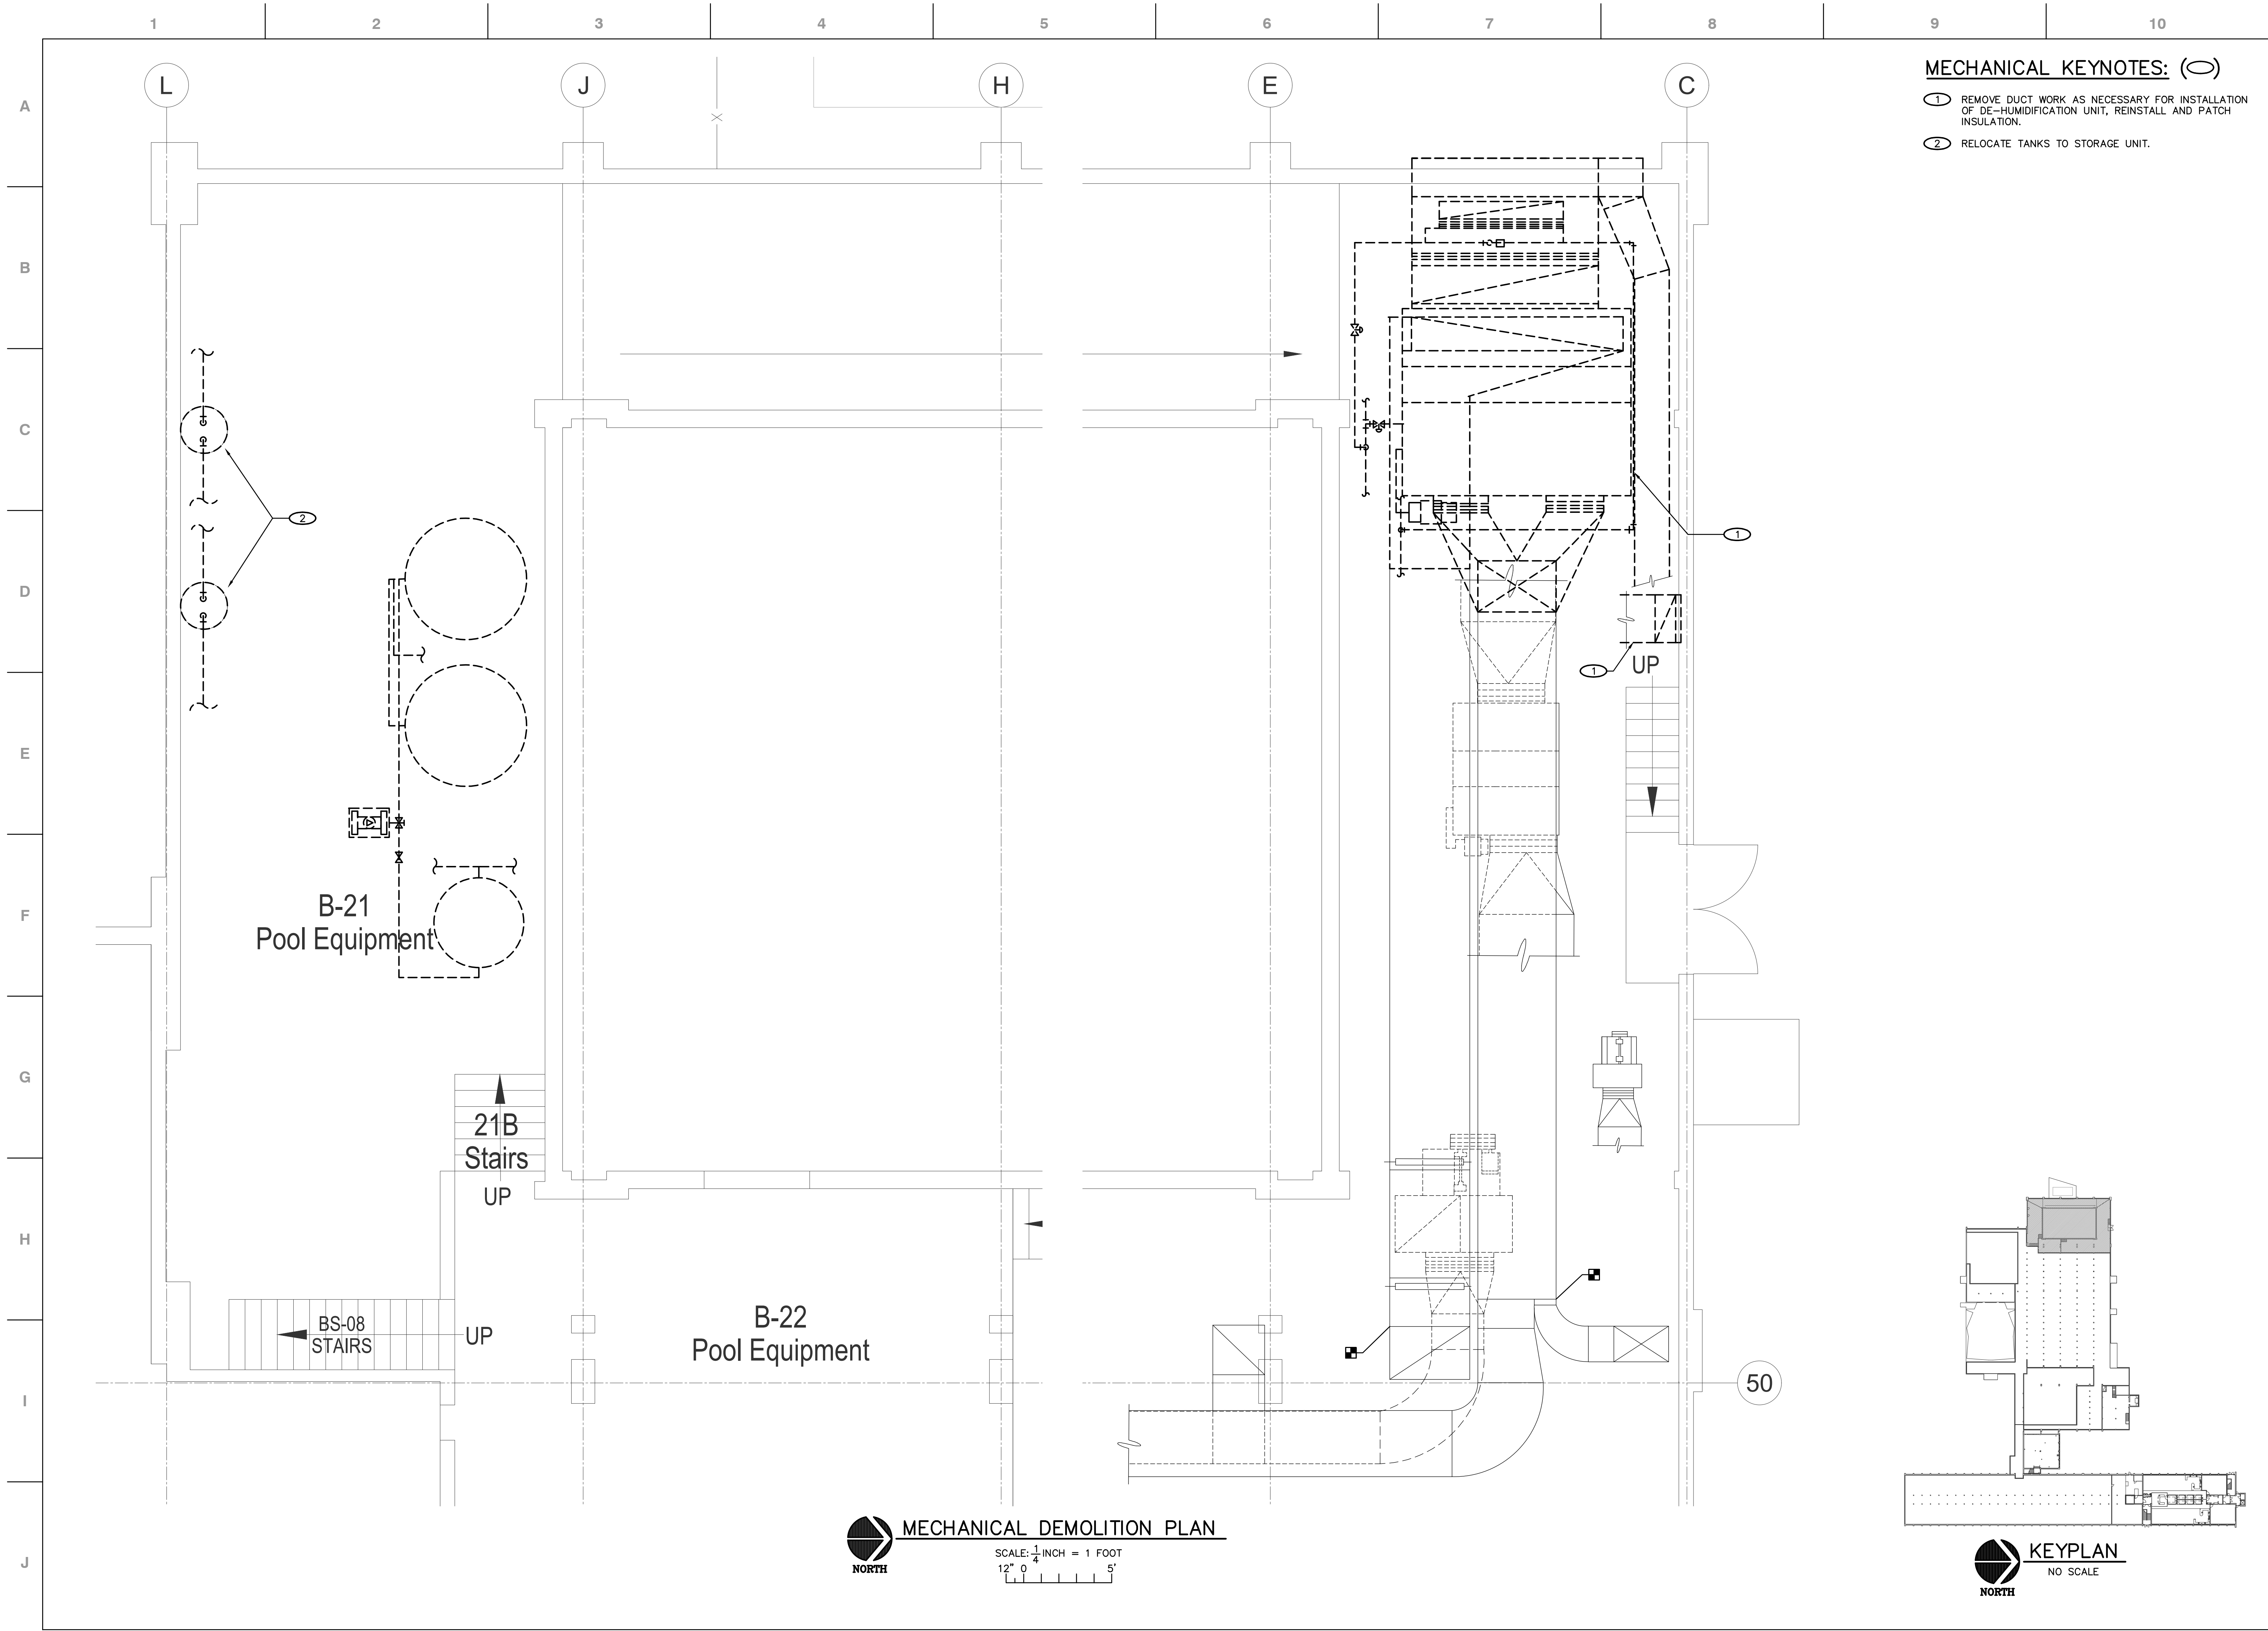 1 2 3 4 5 6 7 8 9 10
A
B
C
D
E
F
G
H
I
J
L J H E C
MECHANICAL KEYNOTES: ( )
1 REMOVE DUCT WORK AS NECESSARY FOR INSTALLATION
OF DE-HUMIDIFICATION UNIT, REINSTALL AND PATCH
INSULATION.
2 RELOCATE TANKS TO STORAGE UNIT.
2
1
1
UP
B-21
Pool Equipment
21B
Stairs
UP
BS-08
STAIRS
UP
B-22
Pool Equipment
50
NORTH
MECHANICAL DEMOLITION PLAN
SCALE: 1/4 INCH = 1 FOOT
12" 0 5'
NORTH
KEYPLAN
NO SCALE